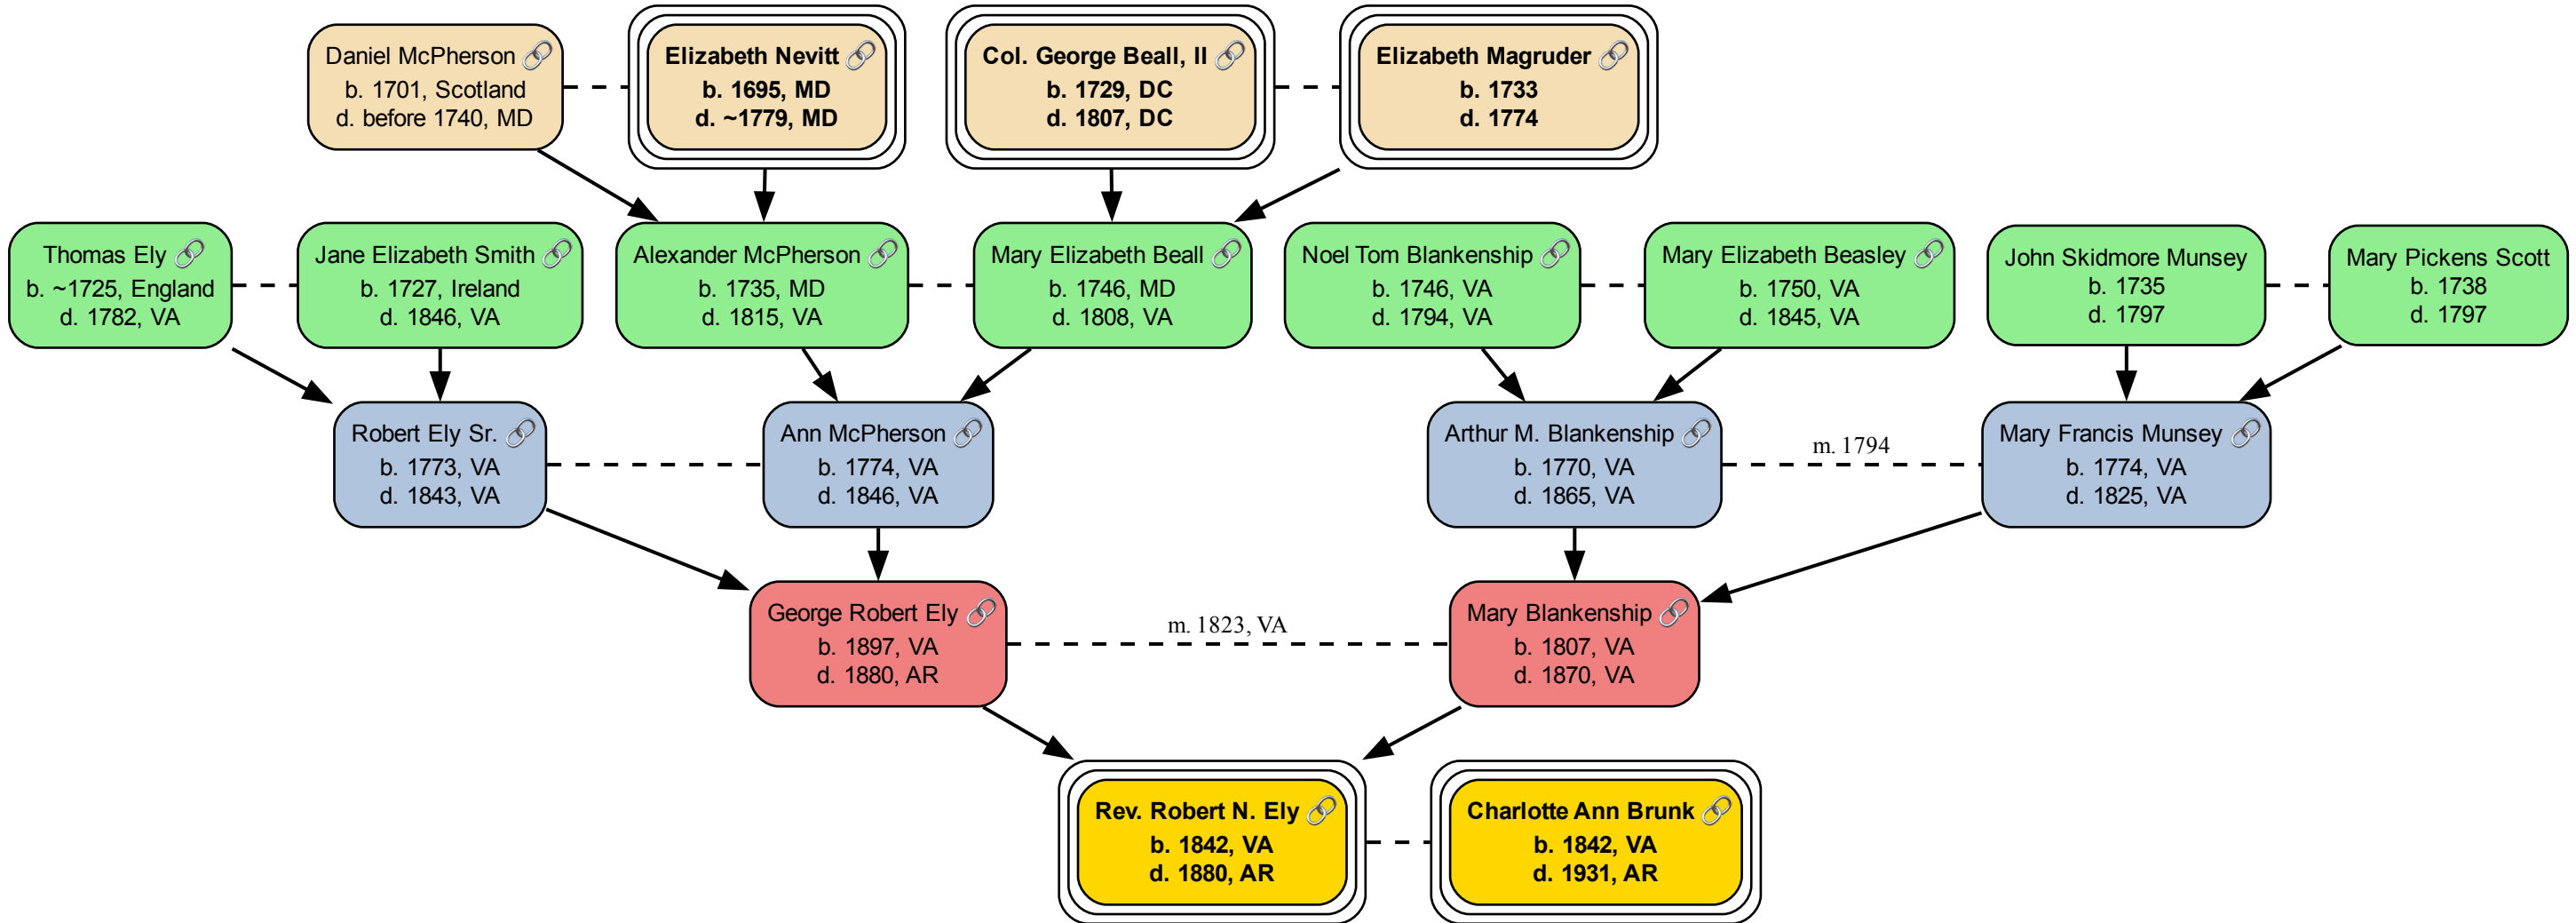 Daniel McPherson
b. 1701, Scotland
d. before 1740, MD
Elizabeth Nevitt
b. 1695, MD
d. ~1779, MD
Col. George Beall, II
b. 1729, DC
d. 1807, DC
Elizabeth Magruder
b. 1733
d. 1774
Thomas Ely
b. ~1725, England
d. 1782, VA
Jane Elizabeth Smith
b. 1727, Ireland
d. 1846, VA
Alexander McPherson
b. 1735, MD
d. 1815, VA
Mary Elizabeth Beall
b. 1746, MD
d. 1808, VA
Noel Tom Blankenship
b. 1746, VA
d. 1794, VA
Mary Elizabeth Beasley
b. 1750, VA
d. 1845, VA
John Skidmore Munsey
b. 1735
d. 1797
Mary Pickens Scott
b. 1738
d. 1797
Robert Ely Sr.
b. 1773, VA
d. 1843, VA
Ann McPherson
b. 1774, VA
d. 1846, VA
Arthur M. Blankenship
b. 1770, VA
d. 1865, VA
m. 1794
Mary Francis Munsey
b. 1774, VA
d. 1825, VA
George Robert Ely
b. 1897, VA
d. 1880, AR
m. 1823, VA
Mary Blankenship
b. 1807, VA
d. 1870, VA
Rev. Robert N. Ely
b. 1842, VA
d. 1880, AR
Charlotte Ann Brunk
b. 1842, VA
d. 1931, AR